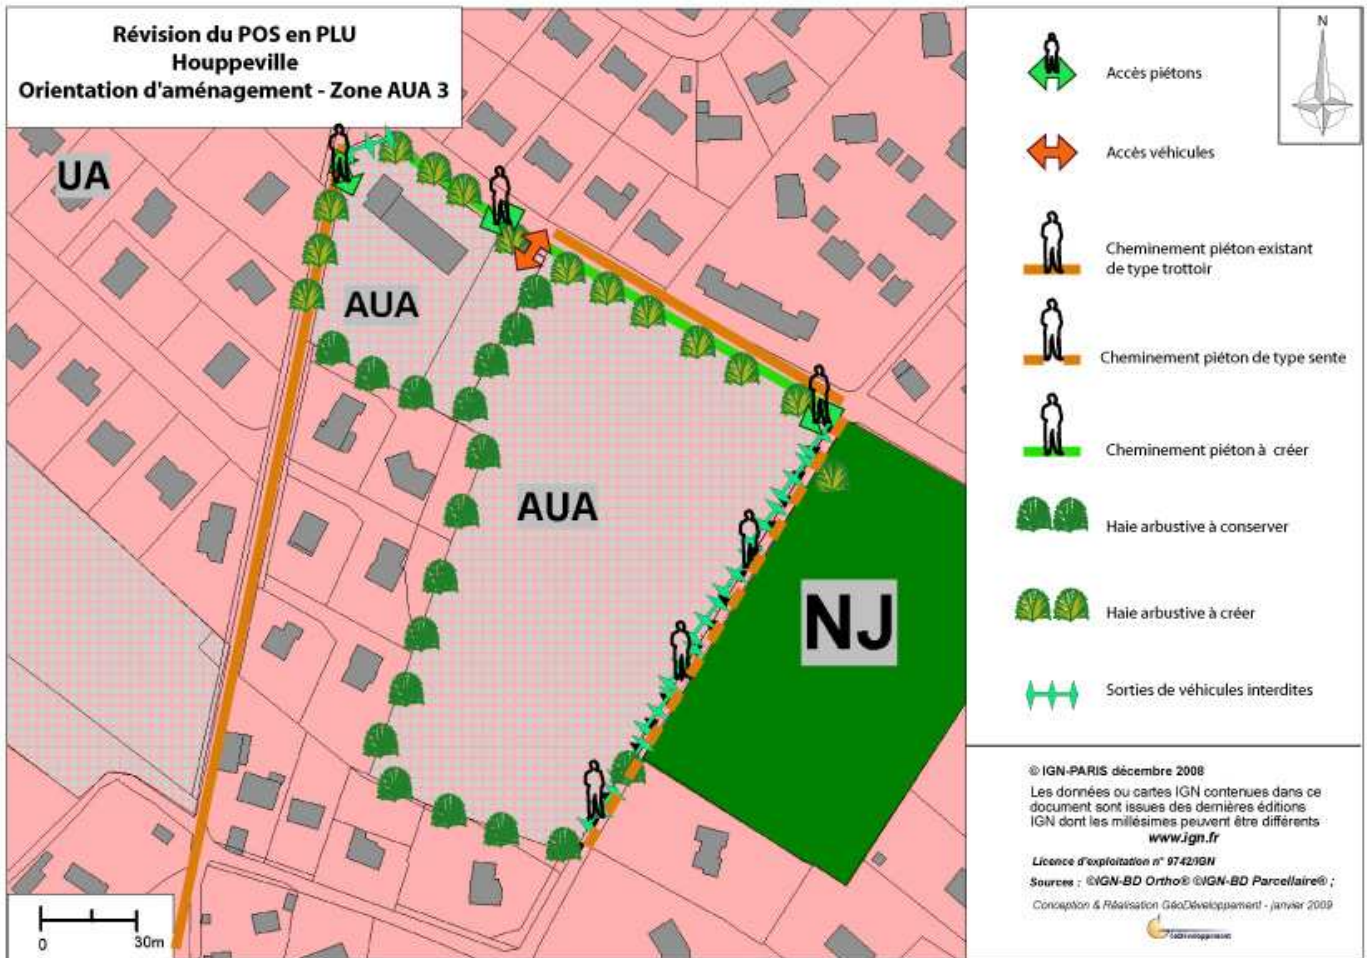 Révision du POS en PLU
Houppeville
Orientation d'aménagement - Zone AUA 3
UA
AUA
AUA
NJ
0 30m
N
Accès piétons
Accès véhicules
Cheminement piéton existant
de type trottoir
Cheminement piéton de type sente
Cheminement piéton à créer
Haie arbustive à conserver
Haie arbustive à créer
Sorties de véhicules interdites
© IGN-PARIS décembre 2008
Les données ou cartes IGN contenues dans ce
document sont issues des dernières éditions
IGN dont les millésimes peuvent être différents
www.ign.fr
Licence d'exploitation n° 9742/IGN
Sources : ©IGN-BD Ortho® ©IGN-BD Parcellaire® ;
Conception & Réalisation GéoDéveloppement - janvier 2009
GéoDéveloppement